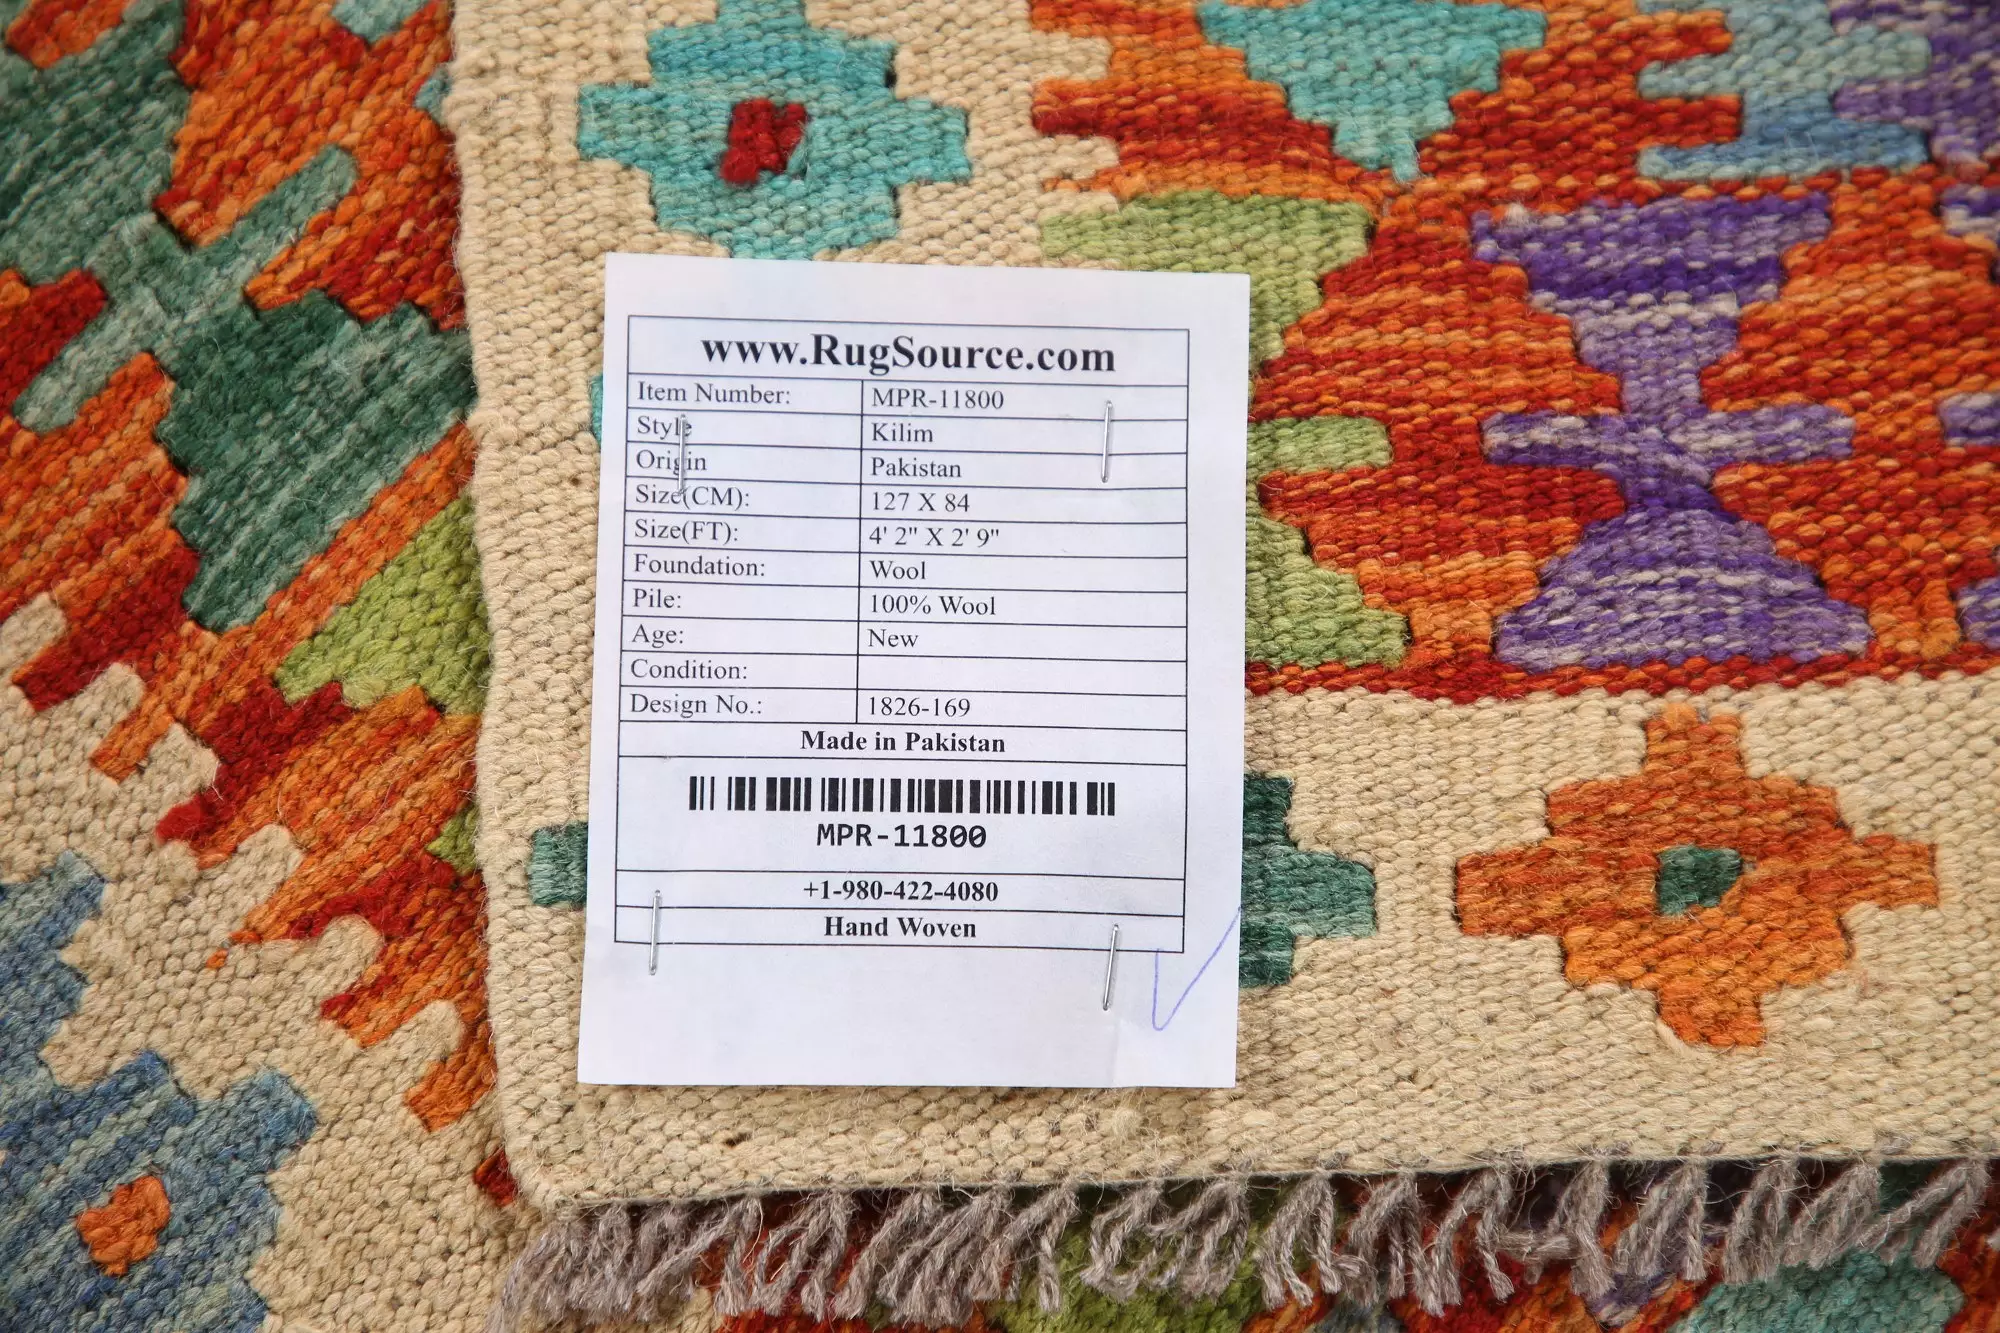 www.RugSource.com
Item Number: MPR-11800
Style Kilim
Origin Pakistan
Size(CM): 127 X 84
Size(FT): 4' 2" X 2' 9"
Foundation: Wool
Pile: 100% Wool
Age: New
Condition:
Design No.: 1826-169
Made in Pakistan
MPR-11800
+1-980-422-4080
Hand Woven